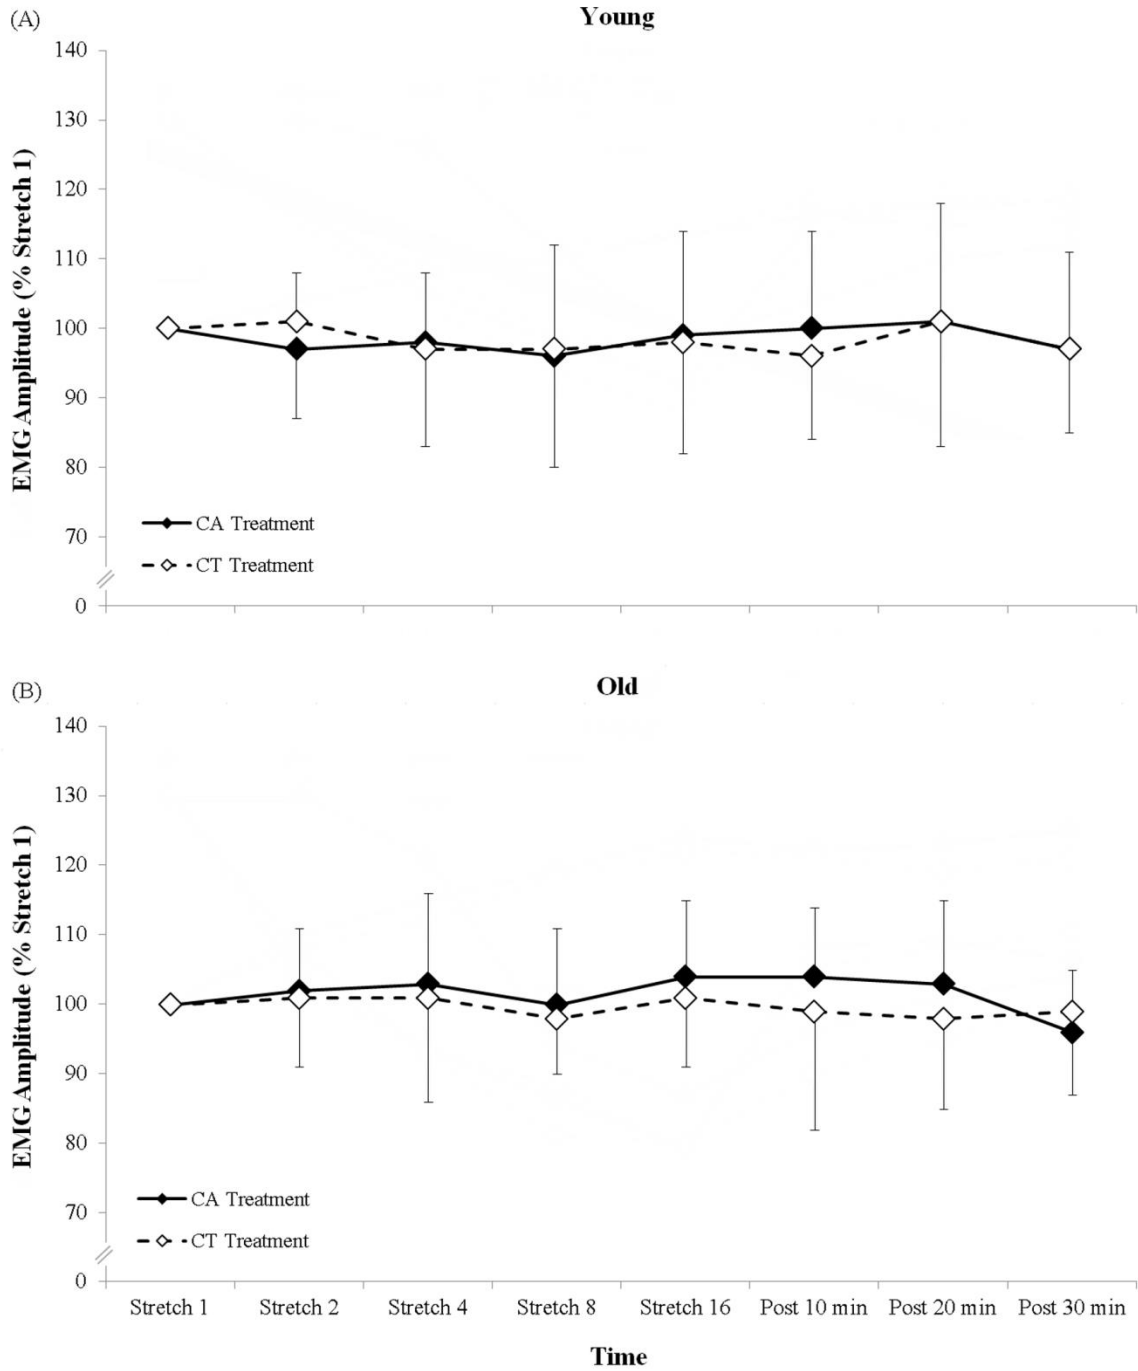 (A)
Young
EMG Amplitude (% Stretch 1)
140
130
120
110
100
90
80
70
0
CA Treatment
CT Treatment
(B)
Old
EMG Amplitude (% Stretch 1)
140
130
120
110
100
90
80
70
0
CA Treatment
CT Treatment
Stretch 1 Stretch 2 Stretch 4 Stretch 8 Stretch 16 Post 10 min Post 20 min Post 30 min
Time